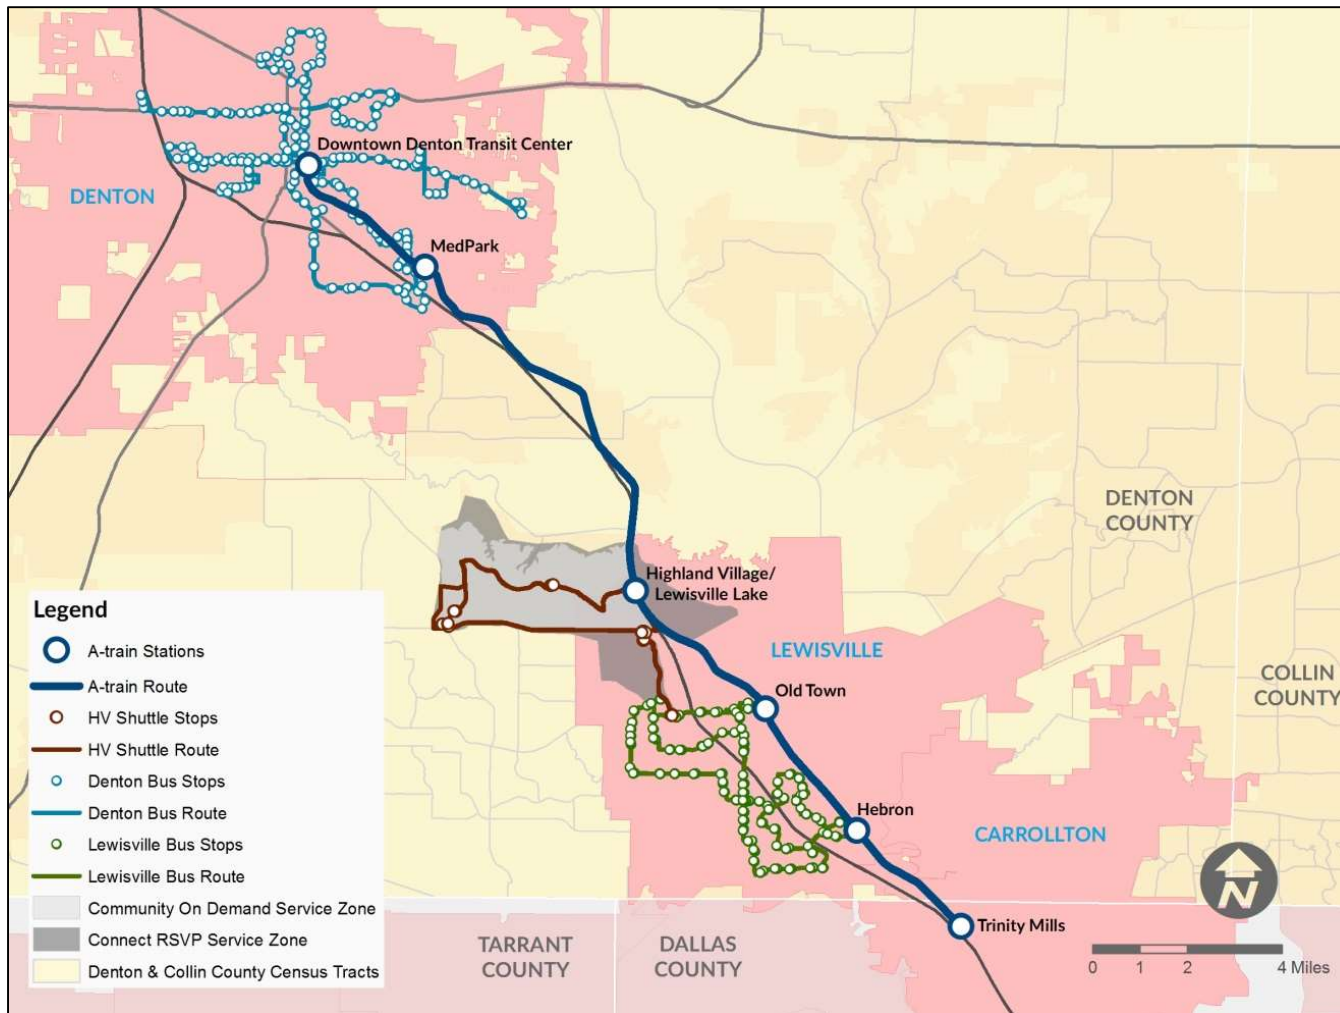 Downtown Denton Transit Center
DENTON
MedPark
DENTON
COUNTY
Highland Village/
Lewisville Lake
LEWISVILLE
COLLIN
COUNTY
Old Town
Hebron
CARROLLTON
Trinity Mills
TARRANT
COUNTY
DALLAS
COUNTY
N
0 1 2 4 Miles
Legend
A-train Stations
A-train Route
HV Shuttle Stops
HV Shuttle Route
Denton Bus Stops
Denton Bus Route
Lewisville Bus Stops
Lewisville Bus Route
Community On Demand Service Zone
Connect RSVP Service Zone
Denton & Collin County Census Tracts